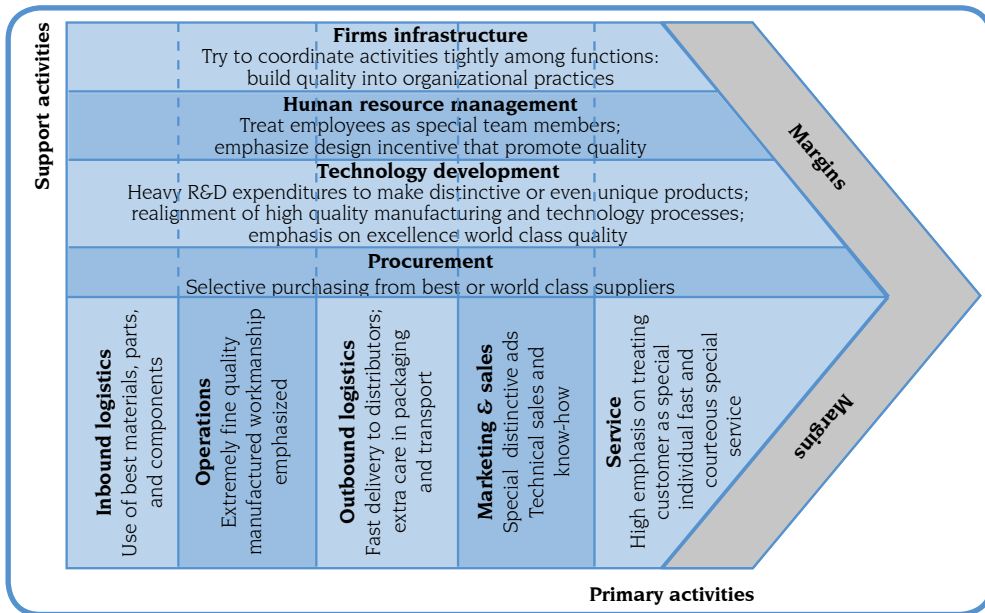 Support activities
Firms infrastructure
Try to coordinate activities tightly among functions:
build quality into organizational practices
Human resource management
Treat employees as special team members;
emphasize design incentive that promote quality
Technology development
Heavy R&D expenditures to make distinctive or even unique products;
realignment of high quality manufacturing and technology processes;
emphasis on excellence world class quality
Procurement
Selective purchasing from best or world class suppliers
Margins
Inbound logistics
Use of best materials, parts,
and components
Operations
Extremely fine quality
manufactured workmanship
emphasized
Outbound logistics
Fast delivery to distributors;
extra care in packaging
and transport
Marketing & sales
Special distinctive ads
Technical sales and
know-how
Service
High emphasis on treating
customer as special
individual fast and
courteous special
service
Margins
Primary activities